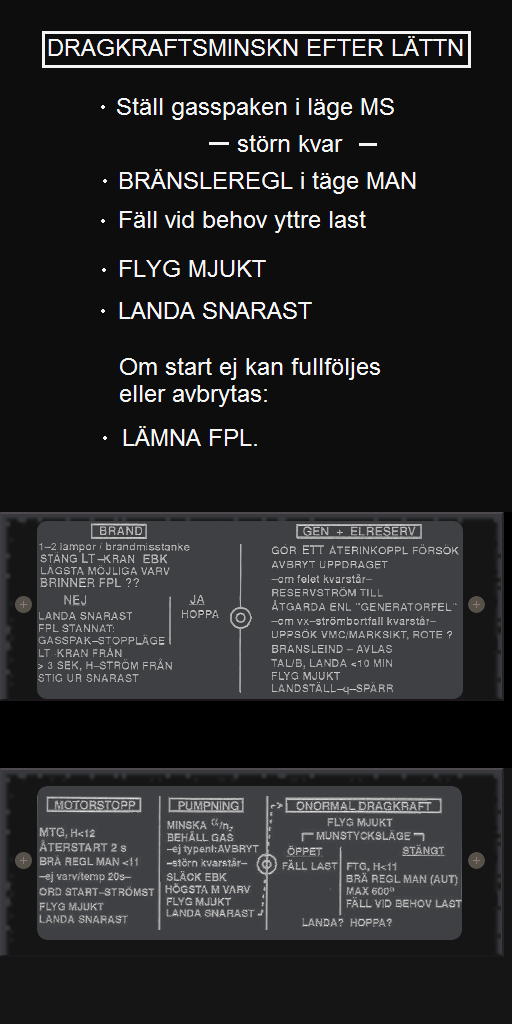 DRAGKRAFTSMINSKN EFTER LÄTTN
• Ställ gasspaken i läge MS
— störn kvar —
• BRÄNSLEREGL i täge MAN
• Fäll vid behov yttre last
• FLYG MJUKT
• LANDA SNARAST
Om start ej kan fullföljes
eller avbrytas:
• LÄMNA FPL.
BRAND
1–2 lampor / brandmisstanke
STÄNG LT–KRAN EBK
LÄGSTA MÖJLIGA VARV
BRINNER FPL ??
NEJ
LANDA SNARAST
FPL STANNAT:
GASSPAK–STOPPLÄGE
LT KRAN FRÅN
> 3 SEK, H–STRÖM FRÅN
STIG UR SNARAST
JA
HOPPA
GEN + ELRESERV
GÖR ETT ÅTERINKOPPL FÖRSÖK
AVBRYT UPPDRAGET
–om felet kvarstår–
RESERVSTRÖM TILL
ÅTGÄRDA ENL "GENERATORFEL"
–om vx–strömbortfall kvarstår–
UPPSÖK VMC/MARKSIKT, ROTE ?
BRANSLEIND – AVLAS
TAL/B, LANDA <10 MIN
FLYG MJUKT
LANDSTÄLL–q–SPÄRR
MOTORSTOPP
MTG, H<12
ÅTERSTART 2 s
BRÄ REGL MAN <11
–ej varv/temp 20s–
ORD START–STRÖMST
FLYG MJUKT
LANDA SNARAST
PUMPNING
MINSKA α/n₂
BEHÅLL GAS
–ej typenl:AVBRYT
–störn kvarstår–
SLÄCK EBK
HÖGSTA M VARV
FLYG MJUKT
LANDA SNARAST
ONORMAL DRAGKRAFT
FLYG MJUKT
MUNSTYCKSLÄGE
ÖPPET
FÄLL LAST
STÄNGT
FTG, H<11
BRÄ REGL MAN (AUT)
MAX 600°
FÄLL VID BEHOV LAST
LANDA? HOPPA?